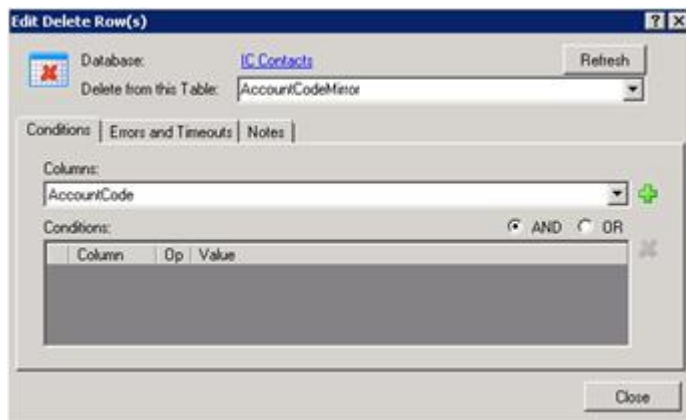 Edit Delete Row(s)
Database: IC Contacts Refresh
Delete from this Table: AccountCodeMirror
Conditions Errors and Timeouts Notes
Columns:
AccountCode
Conditions: AND OR
Column Op Value
Close